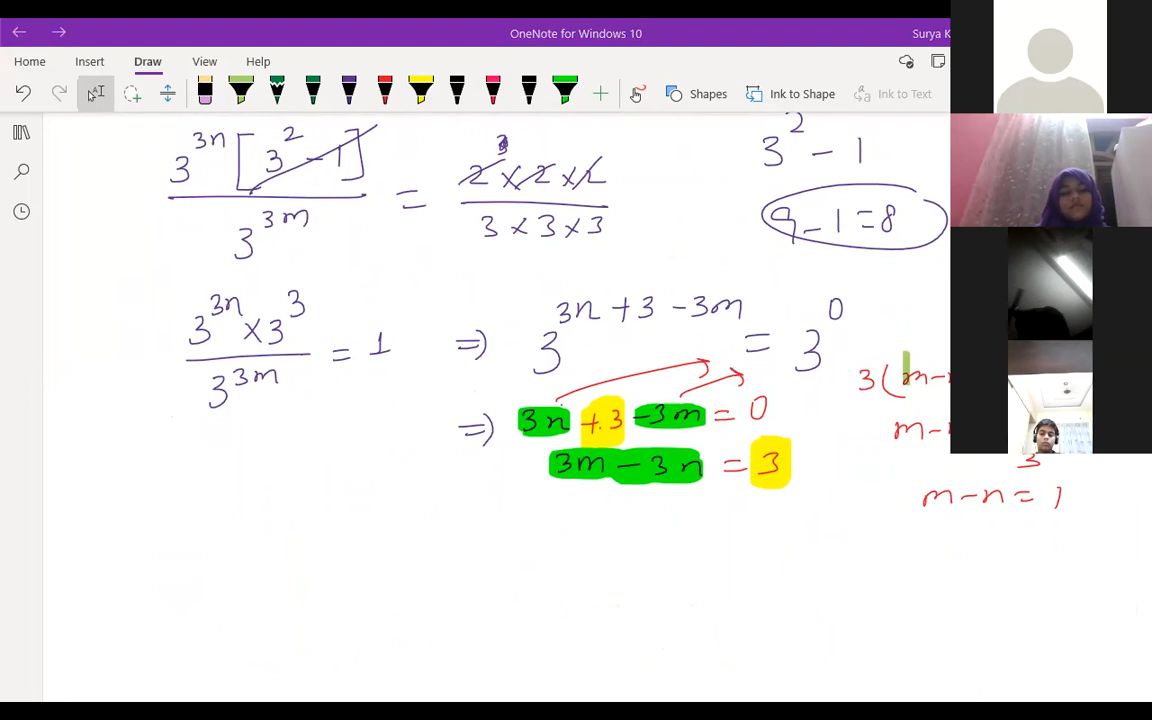 OneNote for Windows 10
Surya K
Home Insert Draw View Help
Shapes Ink to Shape Ink to Text
3^{3n} [3^2 - 1] / 3^{3m} = 2 × 2 × 2 / 3 × 3 × 3
3^2 - 1
9 - 1 = 8
3^{3n} × 3^3 / 3^{3m} = 1 ⇒ 3^{3n + 3 - 3m} = 3^0
⇒ 3n + 3 - 3m = 0
3m - 3n = 3
3(m-
m-
3
m - n = 1